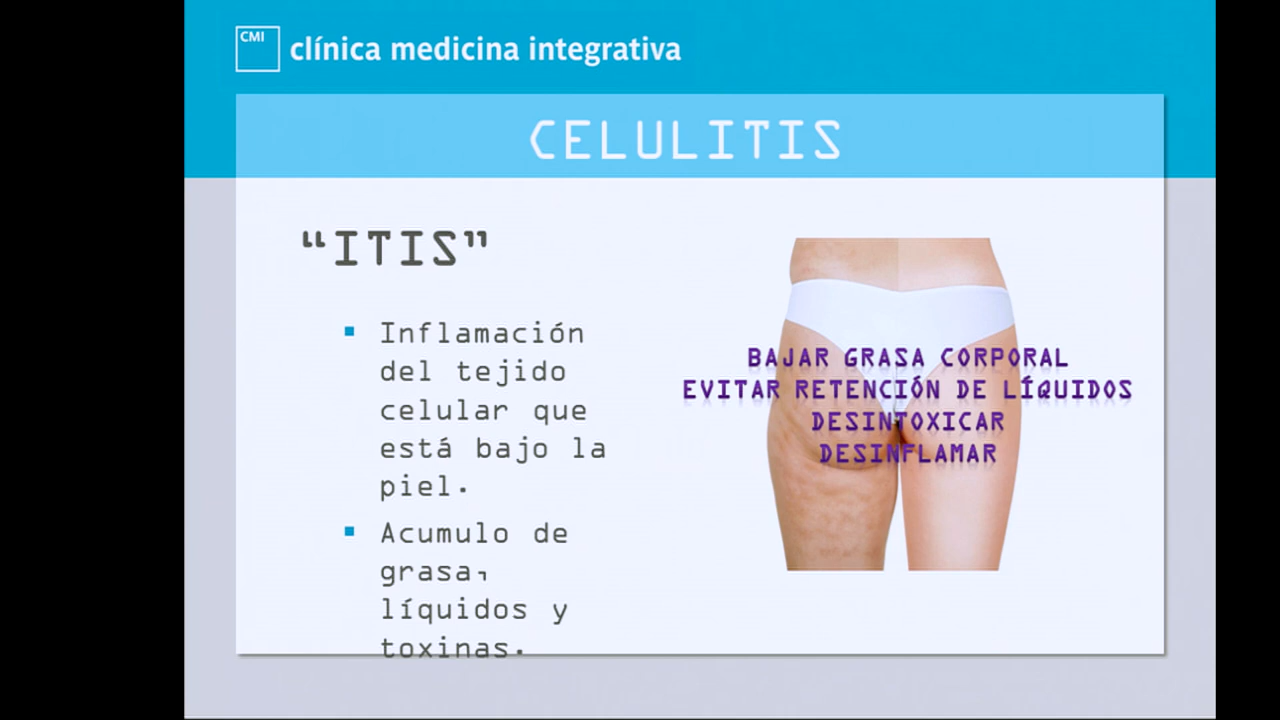 CMI
clínica medicina integrativa
CELULITIS
“ITIS”
Inflamación
del tejido
celular que
está bajo la
piel.
Acumulo de
grasa,
líquidos y
toxinas.
BAJAR GRASA CORPORAL
EVITAR RETENCIÓN DE LÍQUIDOS
DESINTOXICAR
DESINFLAMAR